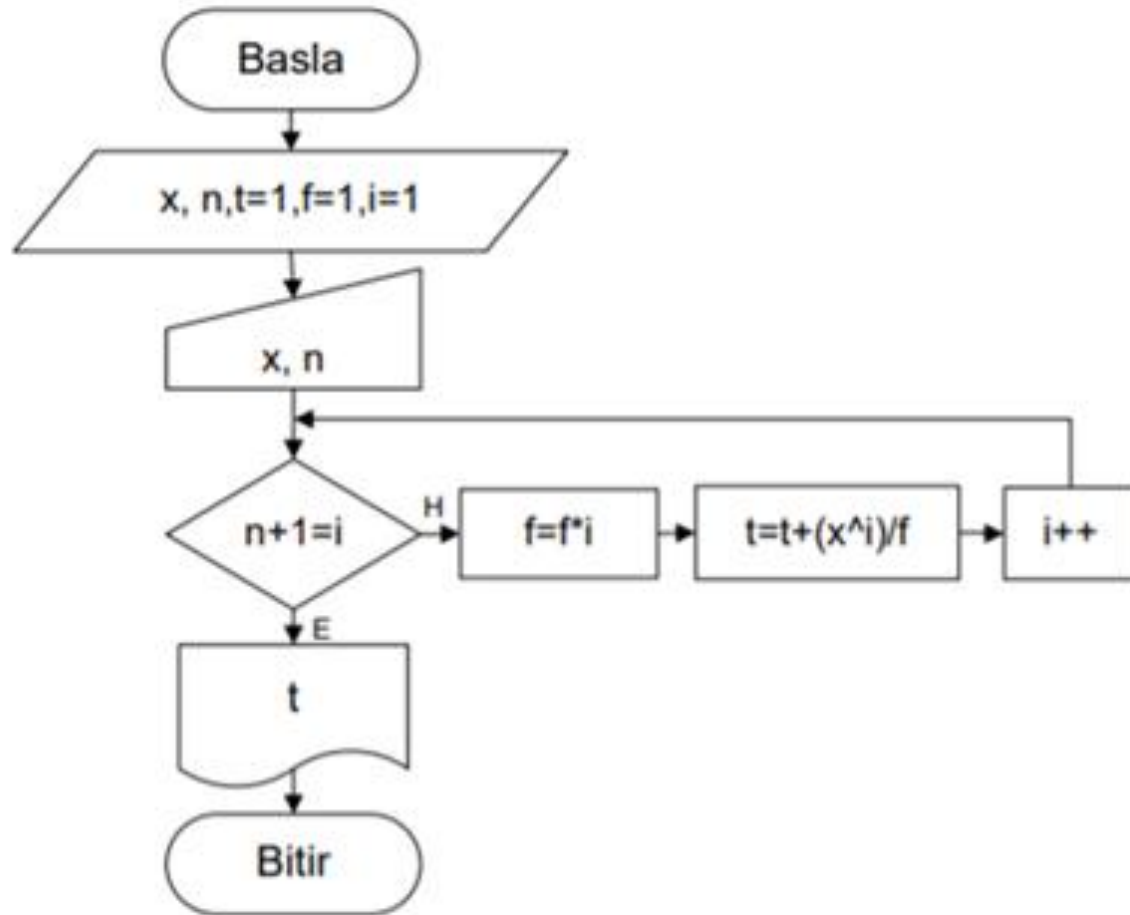 Basla
x, n,t=1,f=1,i=1
x, n
n+1=i
H
f=f*i
t=t+(x^i)/f
i++
E
t
Bitir